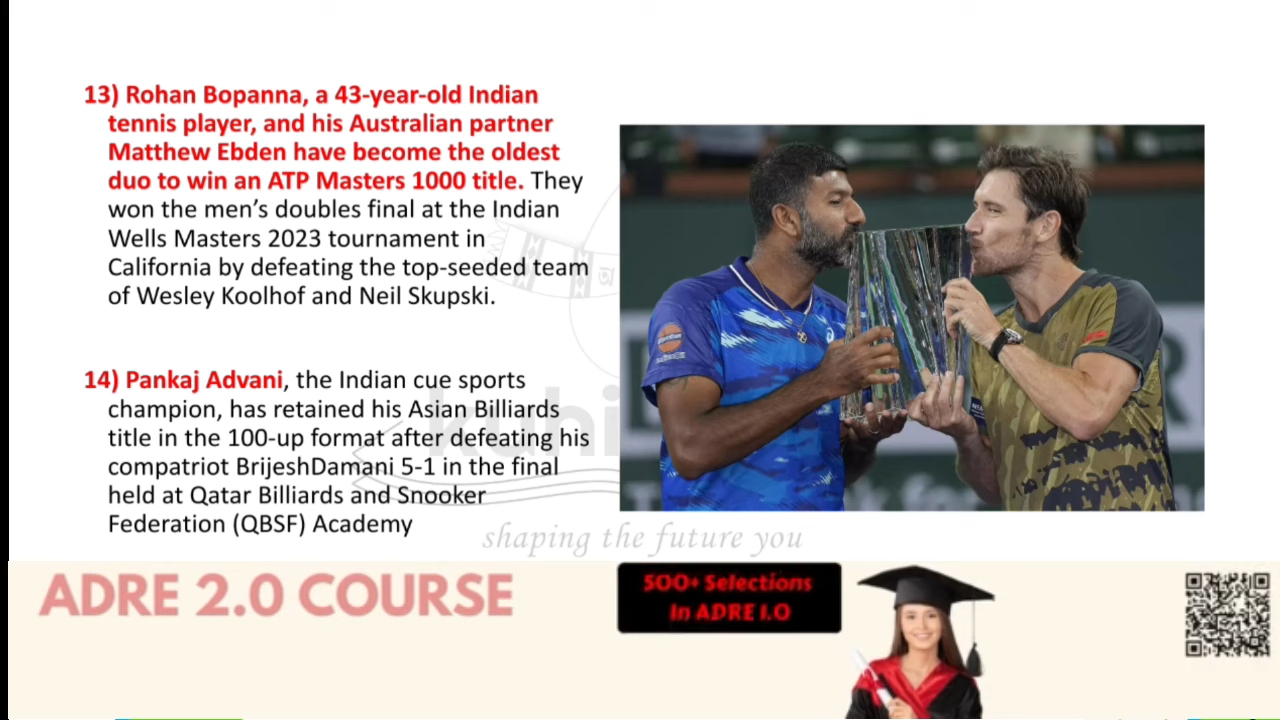 13) Rohan Bopanna, a 43-year-old Indian
tennis player, and his Australian partner
Matthew Ebden have become the oldest
duo to win an ATP Masters 1000 title. They
won the men's doubles final at the Indian
Wells Masters 2023 tournament in
California by defeating the top-seeded team
of Wesley Koolhof and Neil Skupski.
14) Pankaj Advani, the Indian cue sports
champion, has retained his Asian Billiards
title in the 100-up format after defeating his
compatriot BrijeshDamani 5-1 in the final
held at Qatar Billiards and Snooker
Federation (QBSF) Academy
shaping the future you
ADRE 2.0 COURSE
500+ Selections
In ADRE 1.0